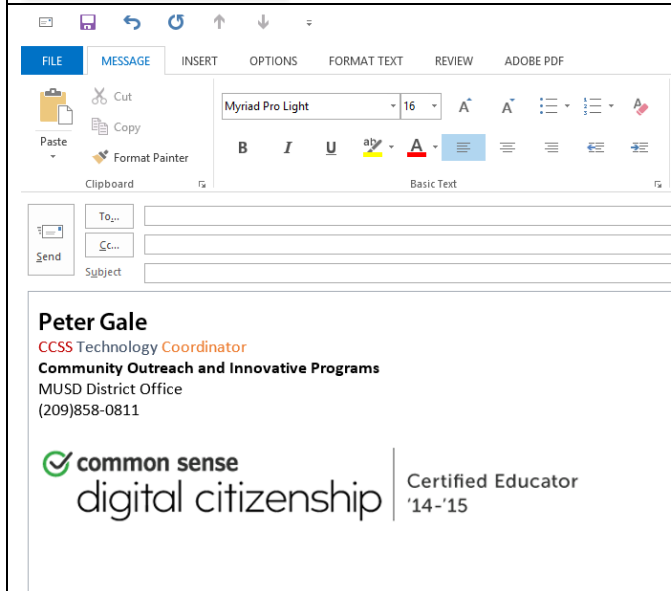 FILE MESSAGE INSERT OPTIONS FORMAT TEXT REVIEW ADOBE PDF
Cut
Copy
Format Painter
Paste
Clipboard
Myriad Pro Light 16 A A
B I U ab A
Basic Text
Send
To...
Cc...
Subject
Peter Gale
CCSS Technology Coordinator
Community Outreach and Innovative Programs
MUSD District Office
(209)858-0811
common sense
digital citizenship
Certified Educator
'14-'15